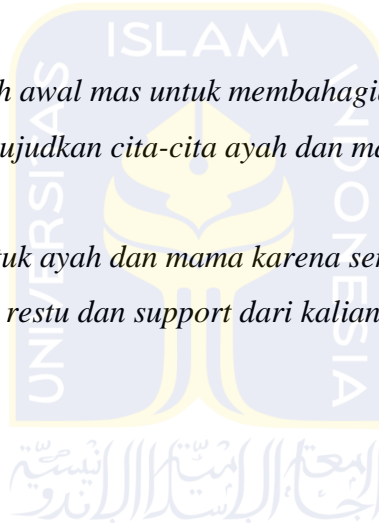 ISLAM
UNIVERSITAS
INDONESIA
h awal mas untuk membahagia
ujudkan cita-cita ayah dan ma
tuk ayah dan mama karena se
restu dan support dari kalian